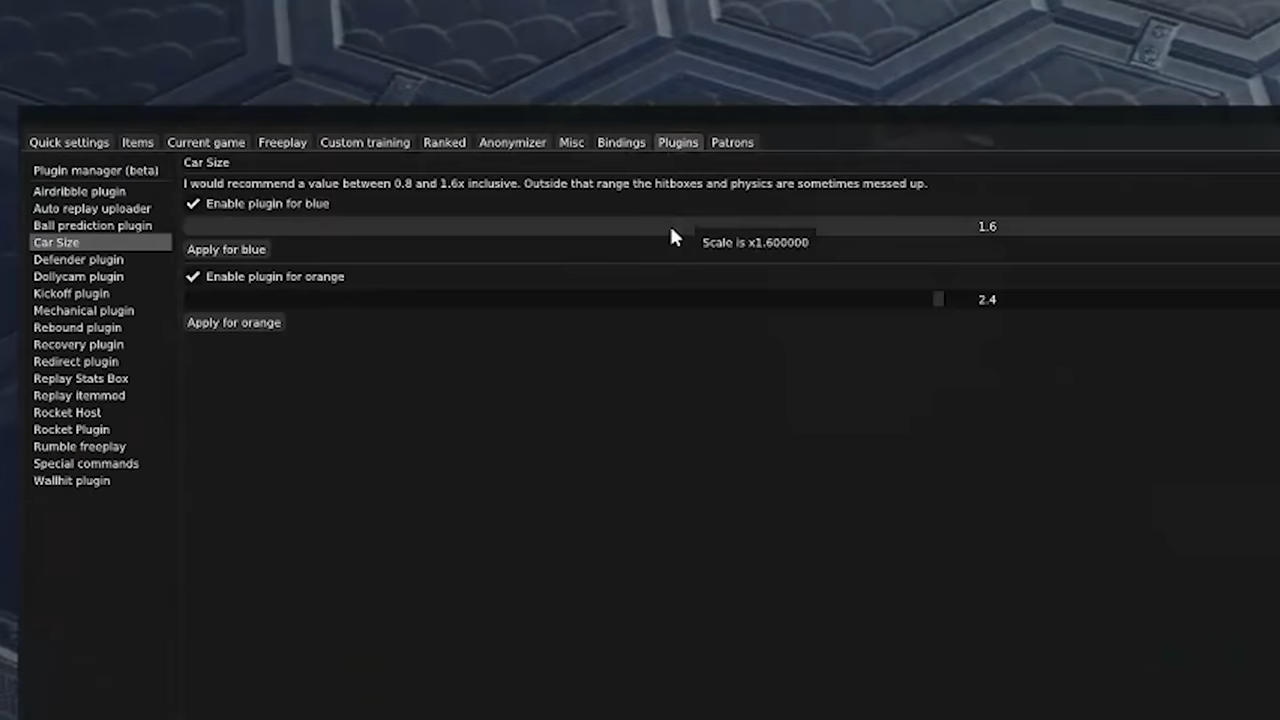 Quick settings Items Current game Freeplay Custom training Ranked Anonymizer Misc Bindings Plugins Patrons
Plugin manager (beta)
Airdribble plugin
Auto replay uploader
Ball prediction plugin
Car Size
Defender plugin
Dollycam plugin
Kickoff plugin
Mechanical plugin
Rebound plugin
Recovery plugin
Redirect plugin
Replay Stats Box
Replay itemmod
Rocket Host
Rocket Plugin
Rumble freeplay
Special commands
Wallhit plugin
Car Size
I would recommend a value between 0.8 and 1.6x inclusive. Outside that range the hitboxes and physics are sometimes messed up.
Enable plugin for blue
1.6
Scale is x1.600000
Apply for blue
Enable plugin for orange
2.4
Apply for orange